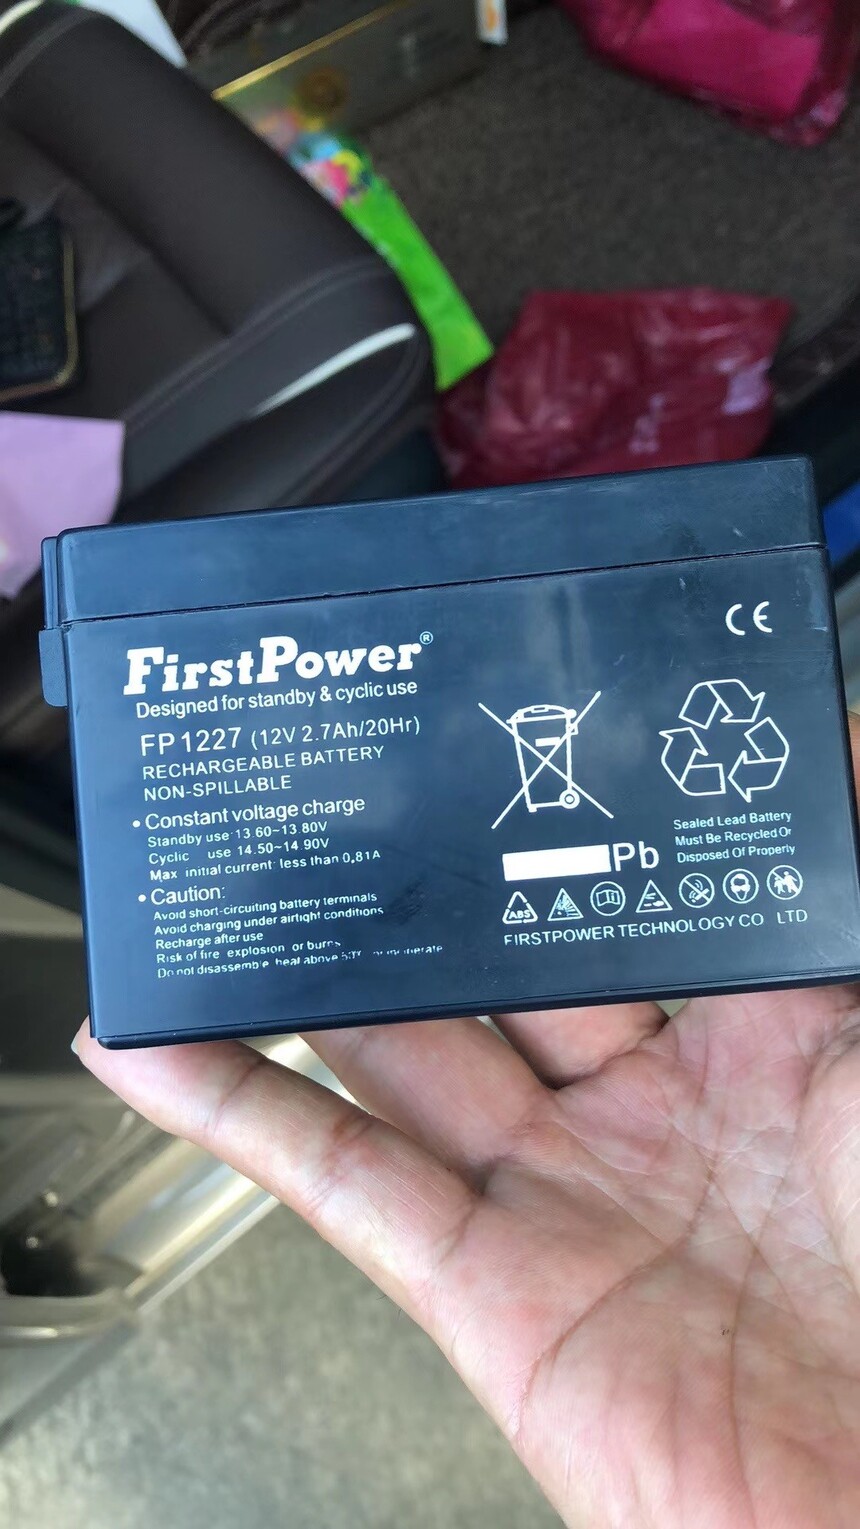 FirstPower®
Designed for standby & cyclic use
FP1227 (12V 2.7Ah/20Hr)
RECHARGEABLE BATTERY
NON-SPILLABLE
• Constant voltage charge
Standby use 13.60~13.80V
Cyclic use 14.50~14.90V
Max initial current: less than 0.81A
• Caution:
Avoid short-circuiting battery terminals
Avoid charging under airtight conditions
Recharge after use
Risk of fire explosion or burns
Do not disassemble heat above
CE
Pb
Sealed Lead Battery
Must Be Recycled Or
Disposed Of Properly
ABS
FIRSTPOWER TECHNOLOGY CO LTD